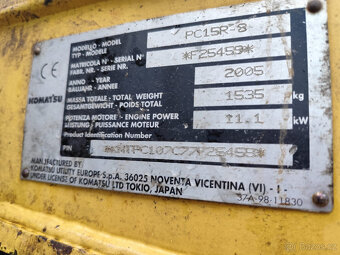 CE
KOMATSU
MODELLO - MODEL
TYP - MODELE
PC15R-8
MATRICOLA N° - SERIAL N°
FABR. NR. - SERIE NR.
*F25459*
ANNO - YEAR
BAUJAHR - ANNEE
2005
MASSA TOTALE - TOTAL MASS
GESAMTGEWICHT - POIDS TOTAL
1535 kg
POTENZA MOTORE - ENGINE POWER
LEISTUNG - PUISSANCE MOTEUR
11.1 kW
Product Identification Number
PIN
MANUFACTURED BY:
KOMATSU UTILITY EUROPE S.p.A. 36025 NOVENTA VICENTINA (VI) - I -
UNDER LICENSE OF KOMATSU LTD TOKIO, JAPAN
37A-98-11830